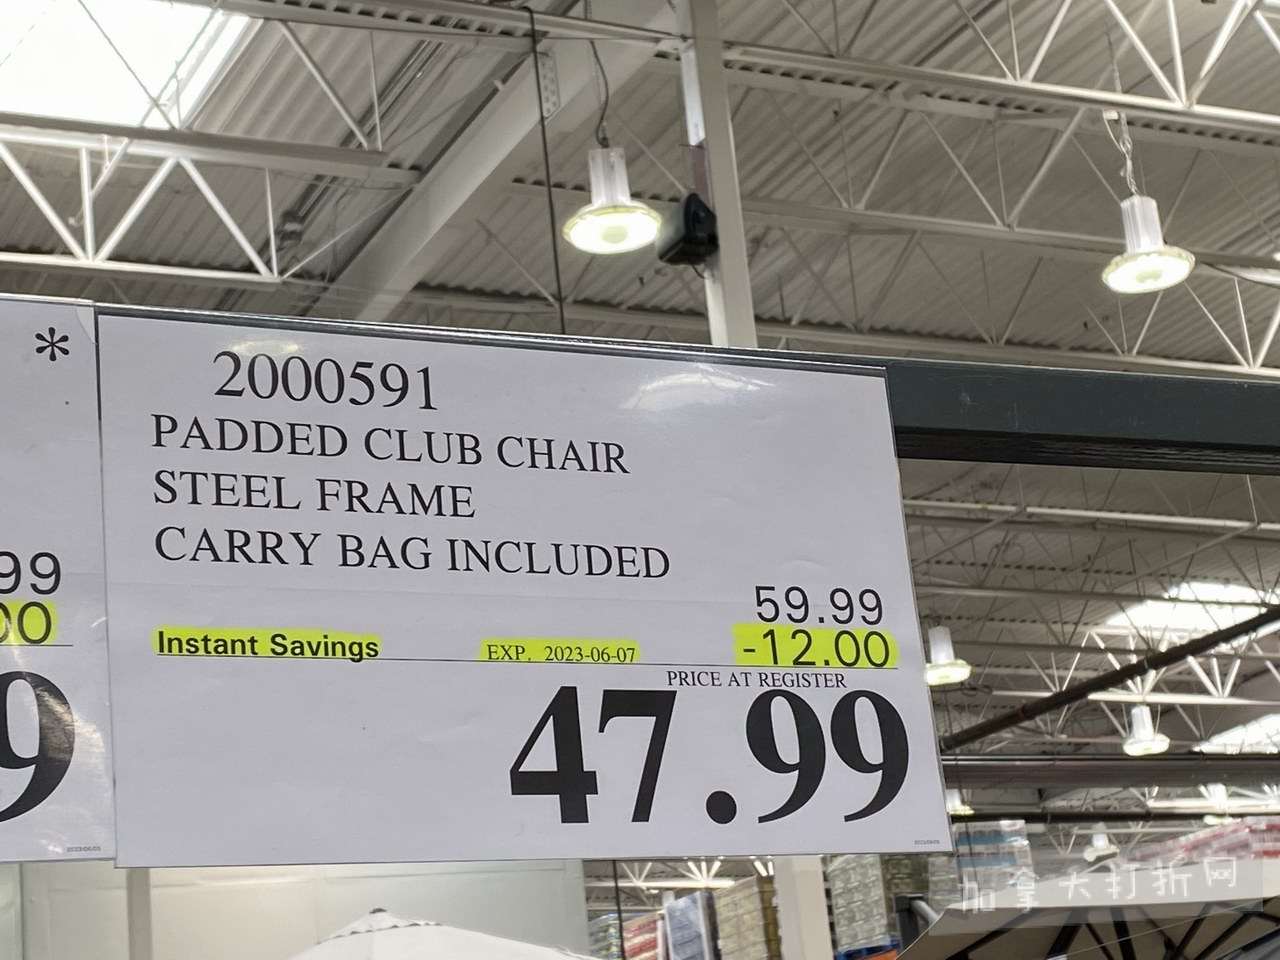 *
2000591
PADDED CLUB CHAIR
STEEL FRAME
CARRY BAG INCLUDED
99
59.99
00
Instant Savings EXP. 2023-06-07 -12.00
PRICE AT REGISTER
9
47.99
加拿大打折网